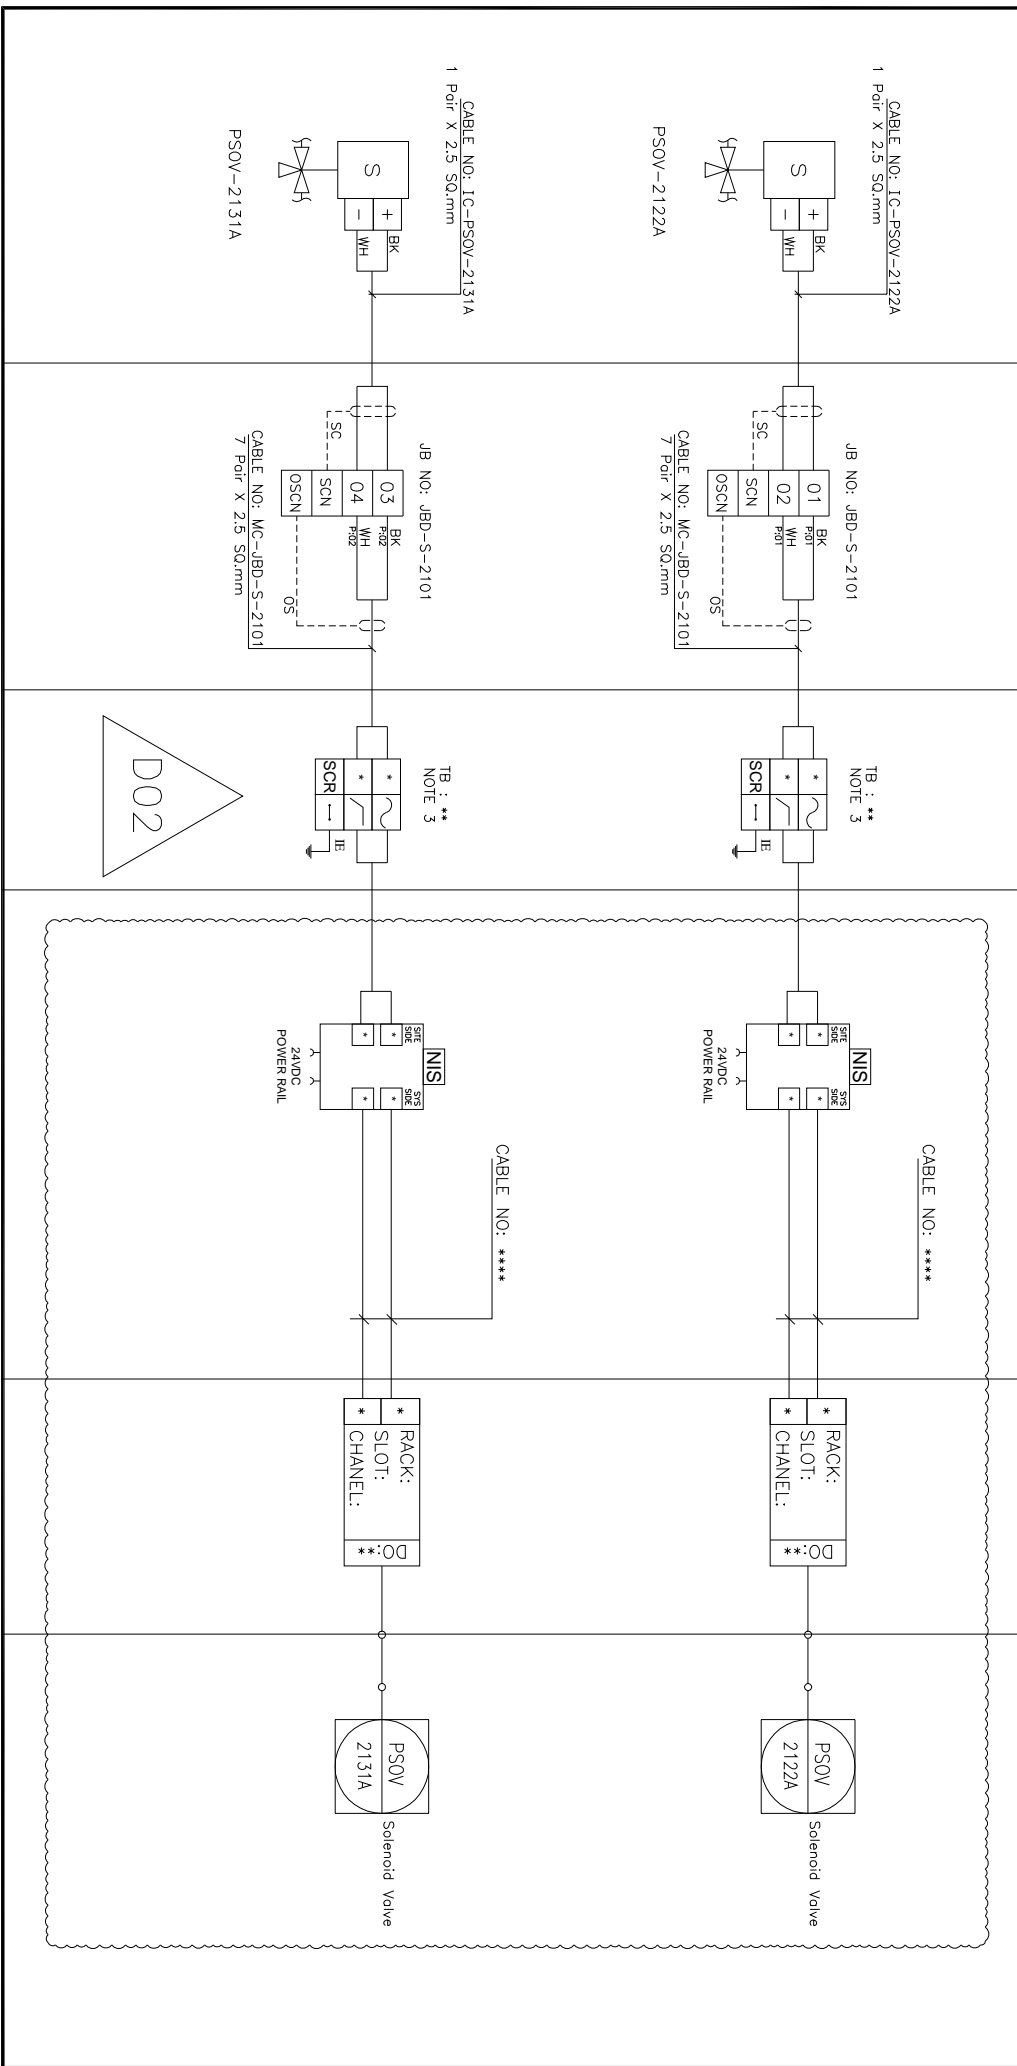 CABLE NO: IC-PSOV-2122A
1 Pair X 2.5 SQ.mm
S
+
-
BK
WH
PSOV-2122A
JB NO: JBD-S-2101
SC
01
02
SCN
OSCN
BK
P:01
WH
P:01
OS
CABLE NO: MC-JBD-S-2101
7 Pair X 2.5 SQ.mm
TB : **
NOTE 3
*
*
SCR
IE
NIS
SITE
SIDE
SYS
SIDE
*
*
*
*
24VDC
POWER RAIL
CABLE NO: ****
*
*
RACK:
SLOT:
CHANEL:
DO:**
PSOV
2122A
Solenoid Valve
CABLE NO: IC-PSOV-2131A
1 Pair X 2.5 SQ.mm
S
+
-
BK
WH
PSOV-2131A
JB NO: JBD-S-2101
SC
03
04
SCN
OSCN
BK
P:02
WH
P:02
OS
CABLE NO: MC-JBD-S-2101
7 Pair X 2.5 SQ.mm
TB : **
NOTE 3
*
*
SCR
IE
NIS
SITE
SIDE
SYS
SIDE
*
*
*
*
24VDC
POWER RAIL
CABLE NO: ****
*
*
RACK:
SLOT:
CHANEL:
DO:**
PSOV
2131A
Solenoid Valve
D02